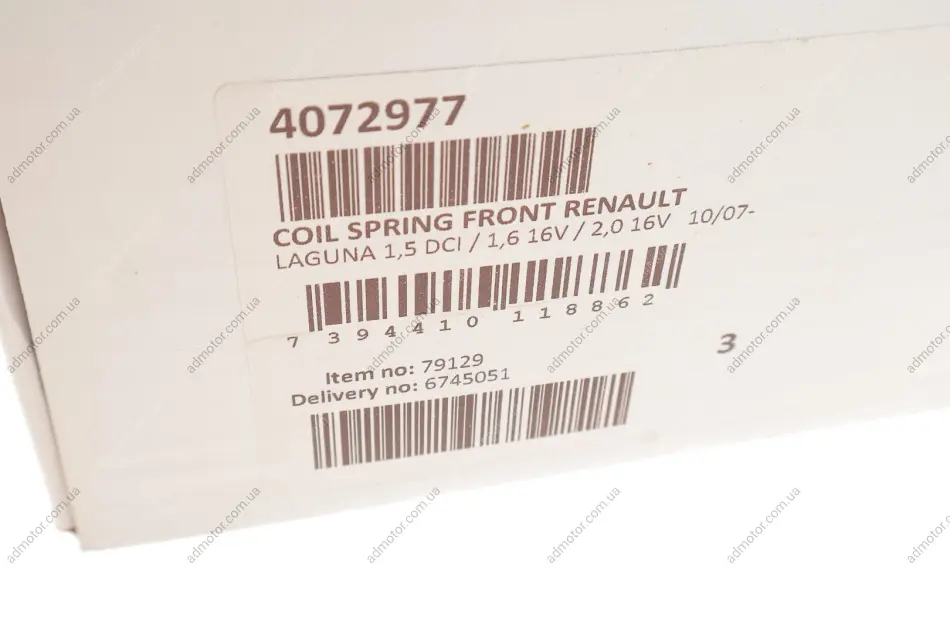 4072977
COIL SPRING FRONT RENAULT
LAGUNA 1,5 DCI / 1,6 16V / 2,0 16V 10/07-
7 394410 118862
3
Item no: 79129
Delivery no: 6745051
admotor.com.ua